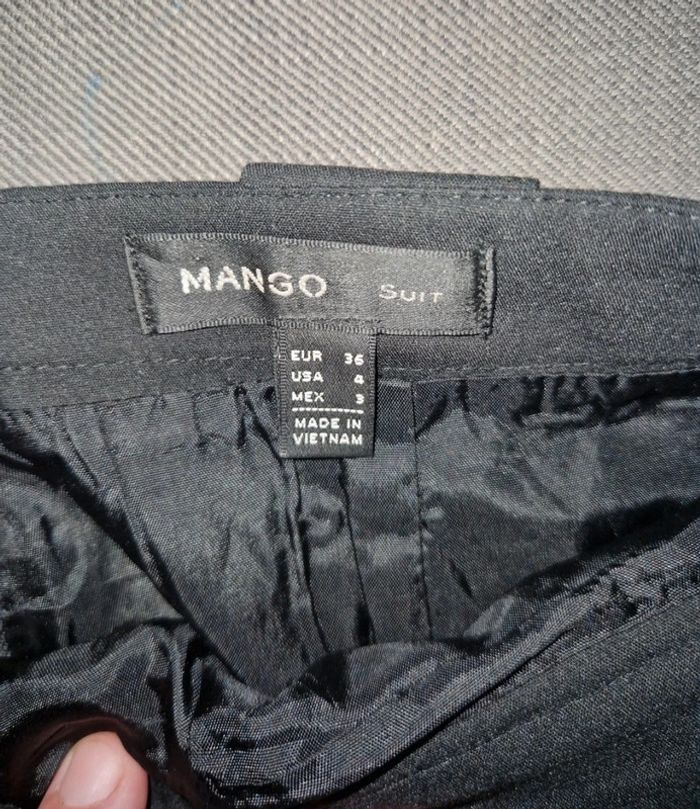 MANGO SUIT
EUR 36
USA 4
MEX 3
MADE IN
VIETNAM